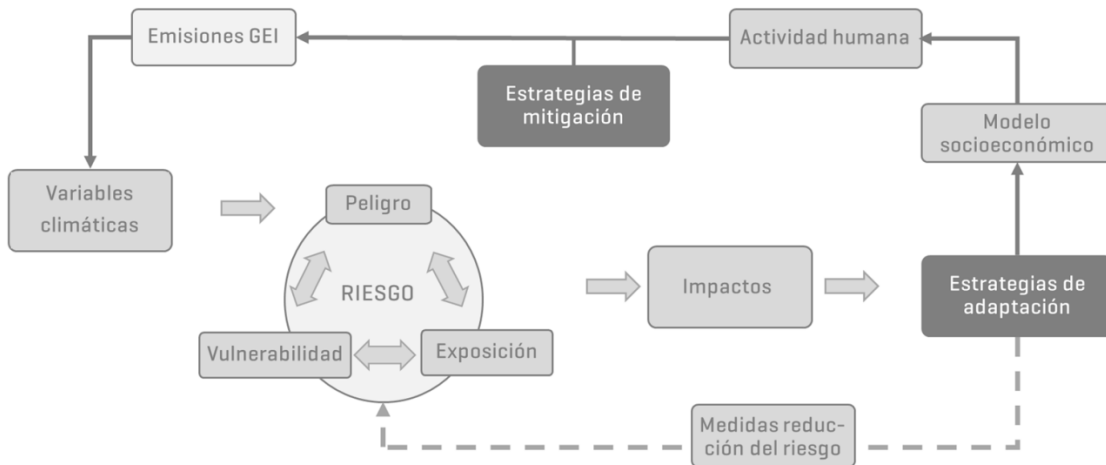 Emisiones GEI
Actividad humana
Estrategias de
mitigación
Modelo
socioeconómico
Variables
climáticas
Peligro
RIESGO
Vulnerabilidad
Exposición
Impactos
Estrategias de
adaptación
Medidas reduc-
ción del riesgo